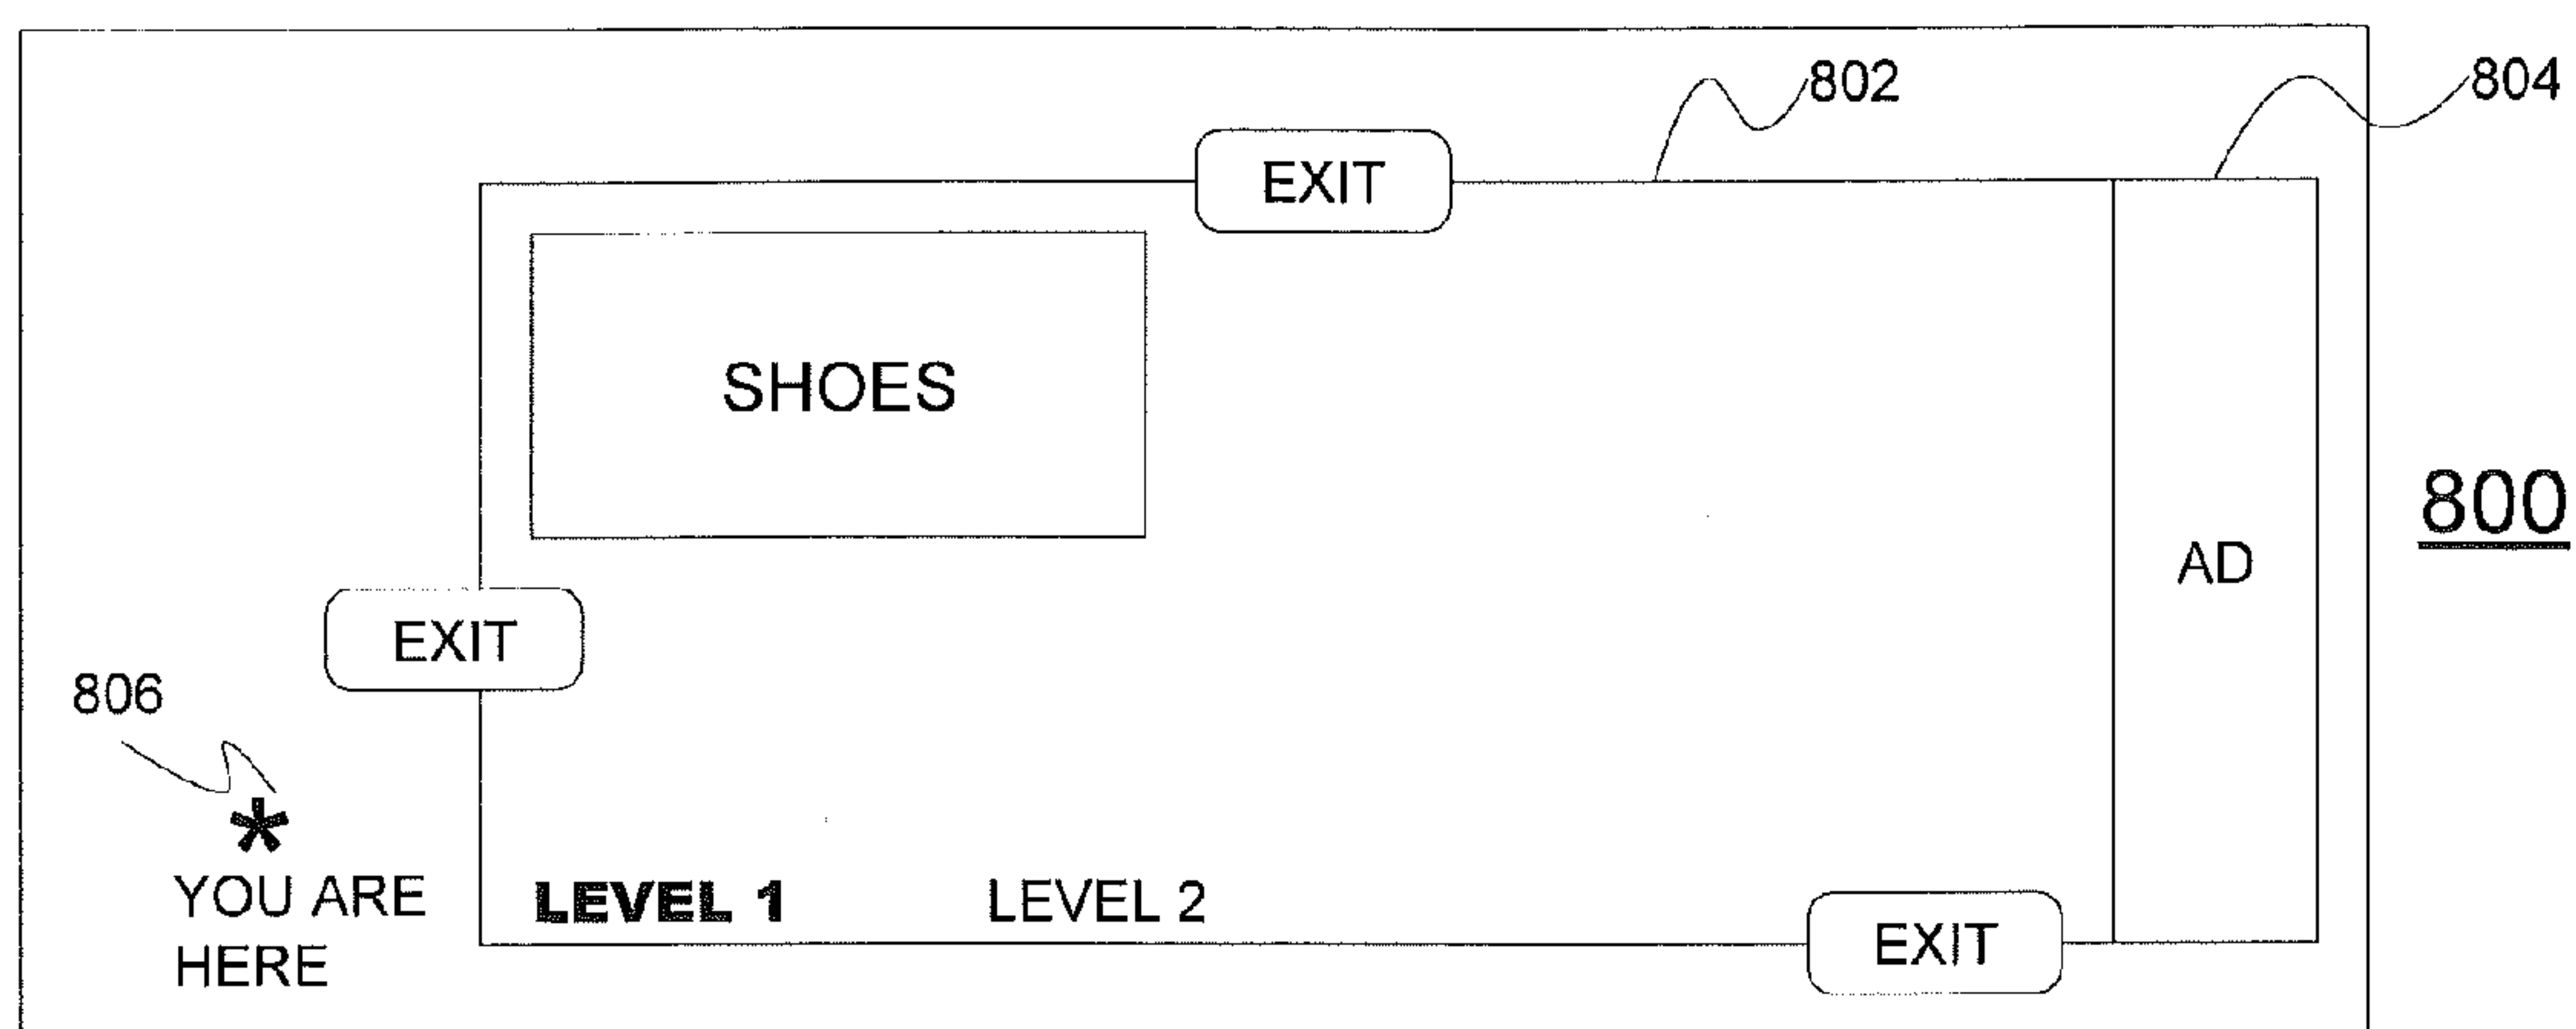 802
804
EXIT
SHOES
800
AD
EXIT
806
*
YOU ARE
HERE
LEVEL 1
LEVEL 2
EXIT